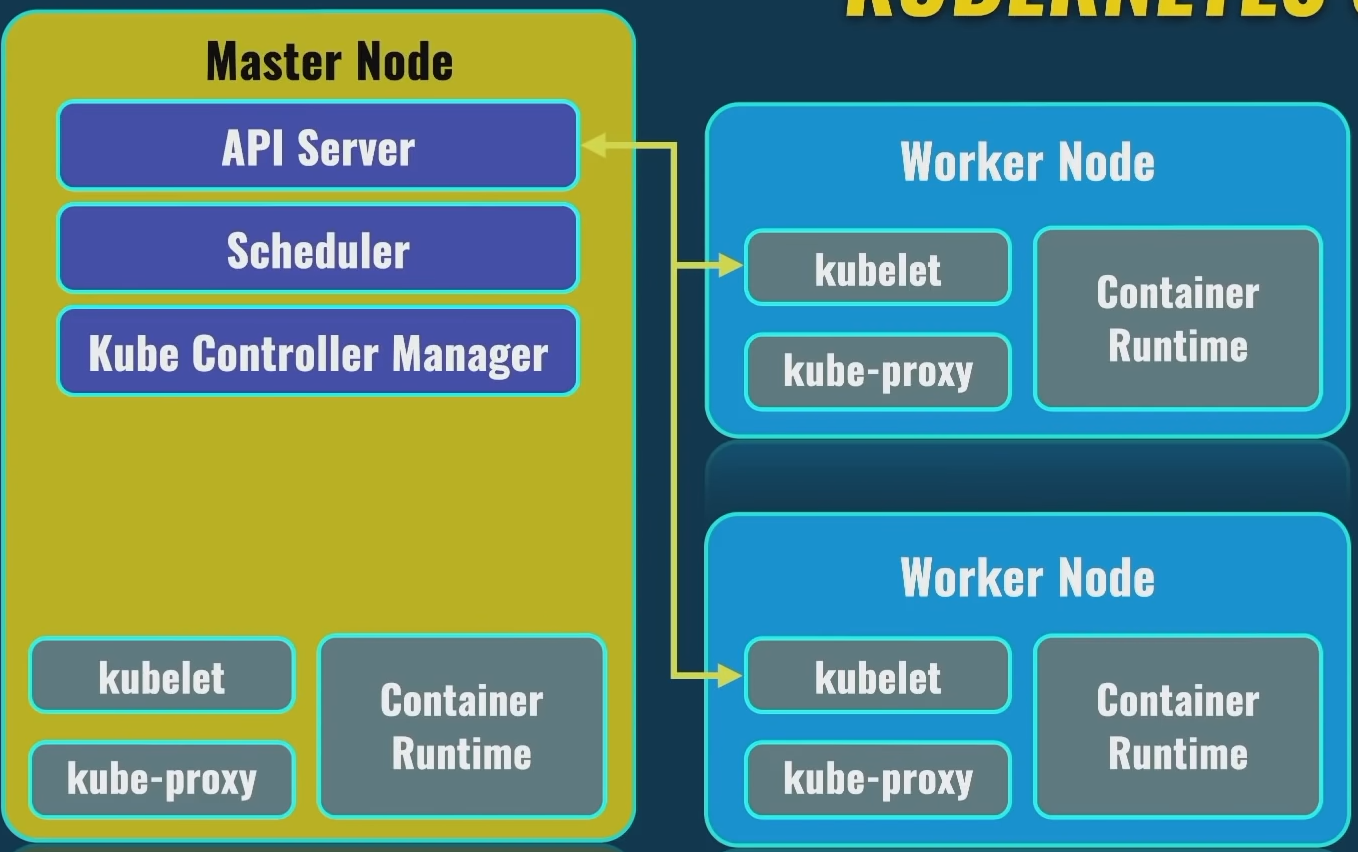 KUBERNETES
Master Node
API Server
Scheduler
Kube Controller Manager
kubelet
kube-proxy
Container
Runtime
Worker Node
kubelet
kube-proxy
Container
Runtime
Worker Node
kubelet
kube-proxy
Container
Runtime